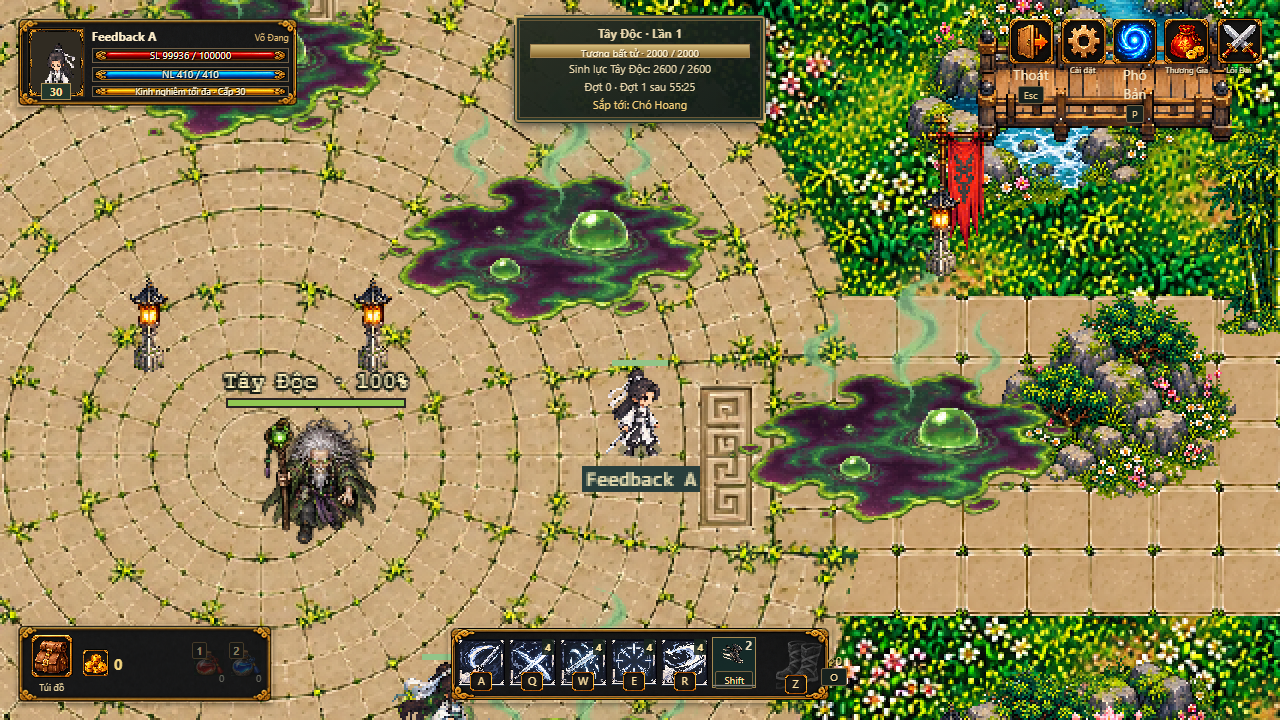 Feedback A
Võ Đang
SL 99936 / 100000
NL 410 / 410
Kinh nghiệm tối đa - Cấp 30
30
Tây Độc - Lần 1
Tượng bất tử · 2000 / 2000
Sinh lực Tây Độc: 2600 / 2600
Đợt 0 · Đợt 1 sau 55:25
Sắp tới: Chó Hoang
Thoát
Esc
Cài đặt
Phó
Bản
P
Thương Gia
Lôi Đài
Tây Độc - 100%
Feedback A
Túi đồ
0
1
0
2
0
A
4
Q
4
W
4
E
4
R
2
Shift
Z
O